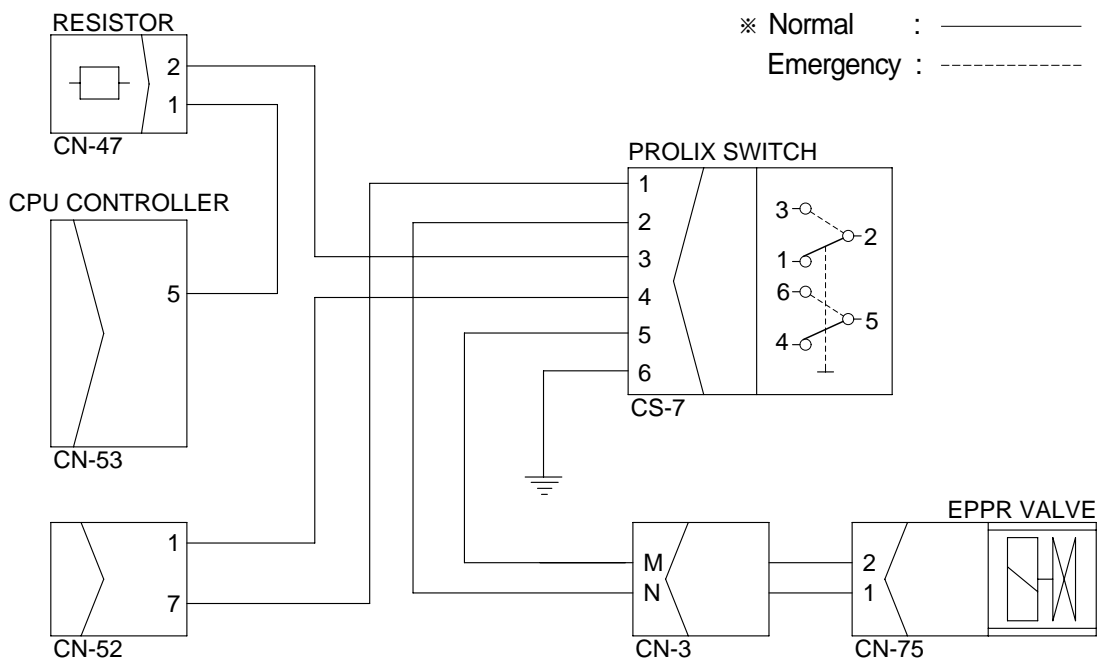 RESISTOR
※ Normal : 
Emergency :
2
1
CN-47
PROLIX SWITCH
CPU CONTROLLER
5
CN-53
1
2
3
4
5
6
3
2
1
6
5
4
CS-7
EPPR VALVE
1
7
CN-52
M
N
CN-3
2
1
CN-75